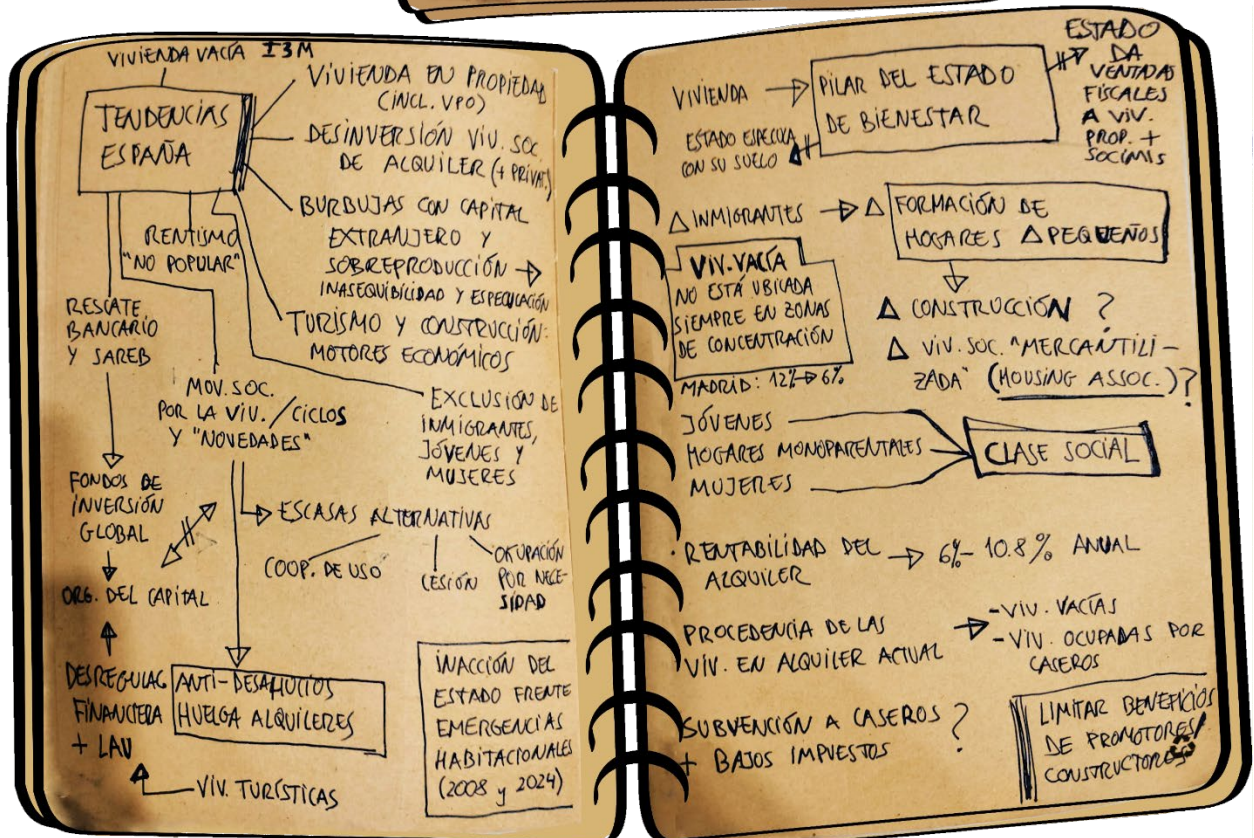 VIVIENDA VACÍA ±3M
TENDENCIAS
ESPAÑA
VIVIENDA EN PROPIEDAD
(INCL. VPO)
DESINVERSIÓN VIV. SOC.
DE ALQUILER (+ PRIVAT.)
BURBUJAS CON CAPITAL
EXTRANJERO Y
SOBREPRODUCCIÓN →
INASEQUIBILIDAD Y ESPECULACIÓN
TURISMO Y CONSTRUCCIÓN:
MOTORES ECONÓMICOS
EXCLUSIÓN DE
INMIGRANTES,
JÓVENES Y
MUJERES
RENTISMO
"NO POPULAR"
RESCATE
BANCARIO
Y SAREB
MOV. SOC.
POR LA VIV. / CICLOS
Y "NOVEDADES"
FONDOS DE
INVERSIÓN
GLOBAL
ORG. DEL CAPITAL
ESCASAS ALTERNATIVAS
COOP. DE USO
CESIÓN
OKUPACIÓN
POR NECE-
SIDAD
DESREGULAC
FINANCIERA
+ LAU
ANTI-DESAHUCIOS
HUELGA ALQUILERES
VIV. TURÍSTICAS
INACCIÓN DEL
ESTADO FRENTE
EMERGENCIAS
HABITACIONALES
(2008 y 2024)
VIVIENDA → PILAR DEL ESTADO
DE BIENESTAR
ESTADO
DA
VENTAJAS
FISCALES
A VIV.
PROP. +
SOCIMIS
ESTADO ESPECULA
CON SU SUELO
△ INMIGRANTES → △ FORMACIÓN DE
HOGARES △ PEQUEÑOS
VIV. VACÍA
NO ESTÁ UBICADA
SIEMPRE EN ZONAS
DE CONCENTRACIÓN
MADRID: 12% → 6%
△ CONSTRUCCIÓN ?
△ VIV. SOC. "MERCANTILI-
ZADA" (HOUSING ASSOC.)?
JÓVENES
HOGARES MONOPARENTALES
MUJERES
CLASE SOCIAL
· RENTABILIDAD DEL → 6% - 10.8% ANUAL
ALQUILER
PROCEDENCIA DE LAS
VIV. EN ALQUILER ACTUAL
→ - VIV. VACÍAS
- VIV. OCUPADAS POR
CASEROS
SUBVENCIÓN A CASEROS ?
+ BAJOS IMPUESTOS
LIMITAR BENEFICIOS
DE PROMOTORES/
CONSTRUCTORES